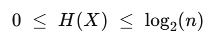 0 ≤ H(X) ≤ log₂(n)